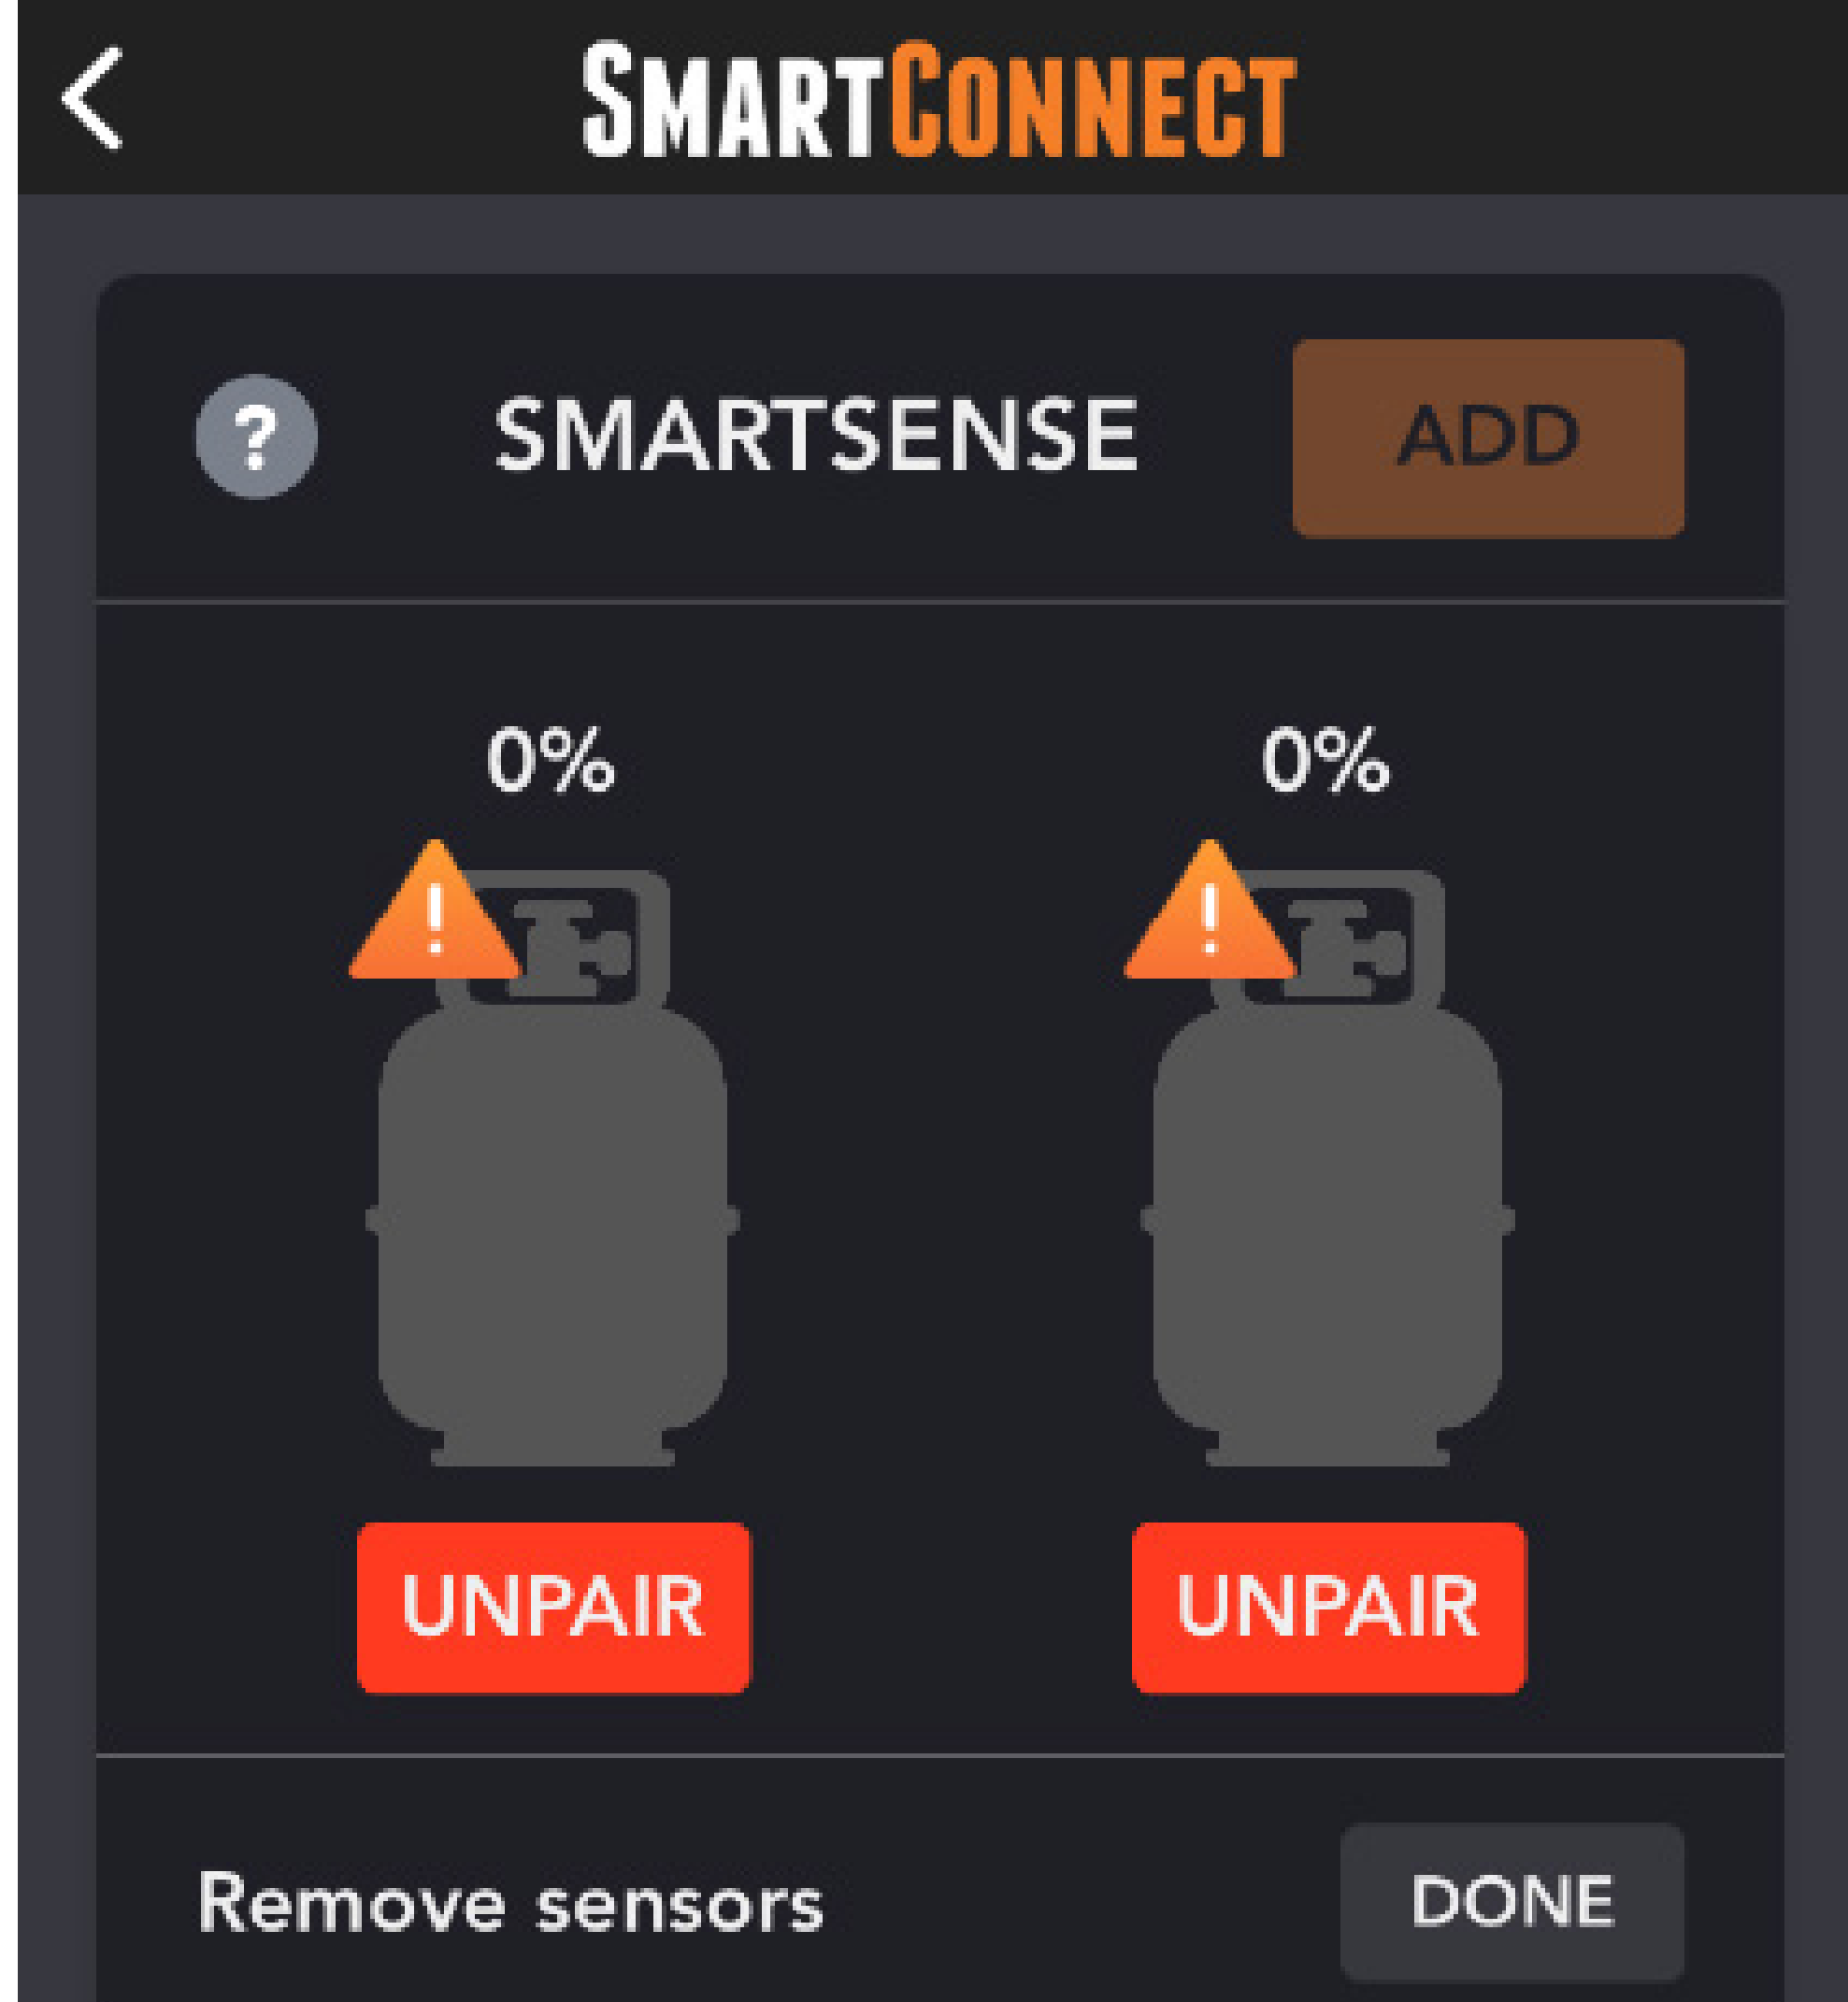 SMARTCONNECT
? SMARTSENSE ADD
0% 0%
! !
UNPAIR UNPAIR
Remove sensors DONE